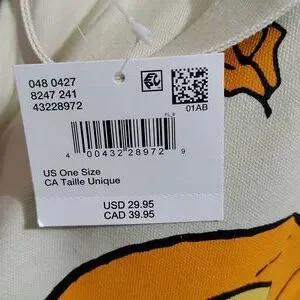 048 0427
8247 241
43228972
01AB
FL_P
4 00432 28972 9
US One Size
CA Taille Unique
USD 29.95
CAD 39.95